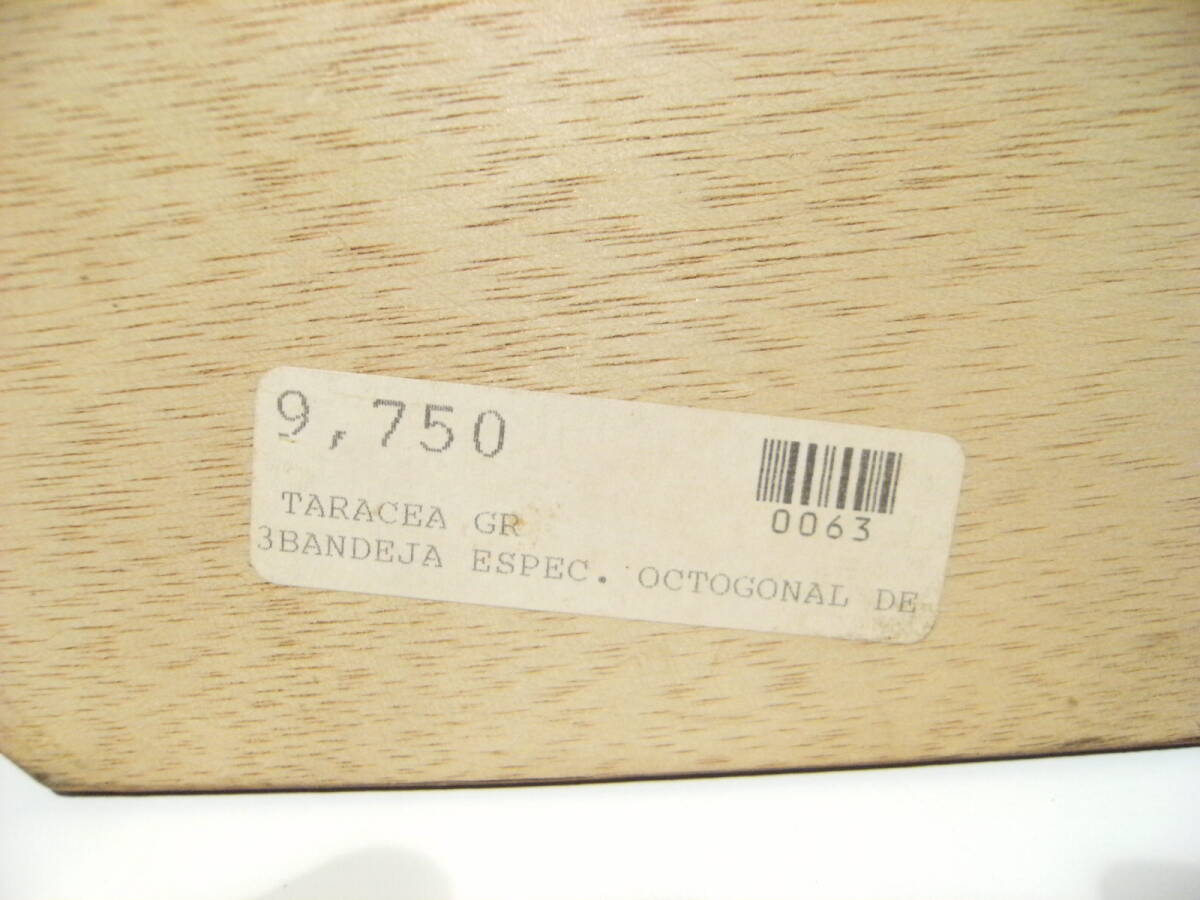 9,750
0063
TARACEA GR
3BANDEJA ESPEC. OCTOGONAL DE